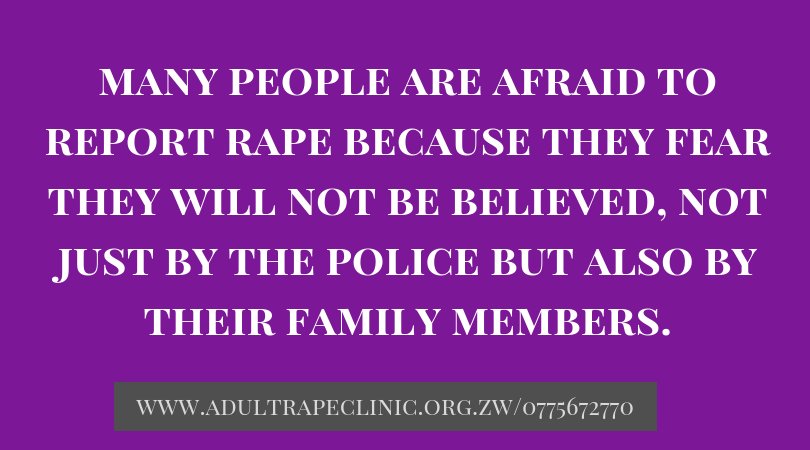 MANY PEOPLE ARE AFRAID TO
REPORT RAPE BECAUSE THEY FEAR
THEY WILL NOT BE BELIEVED, NOT
JUST BY THE POLICE BUT ALSO BY
THEIR FAMILY MEMBERS.
WWW.ADULTRAPECLINIC.ORG.ZW/0775672770